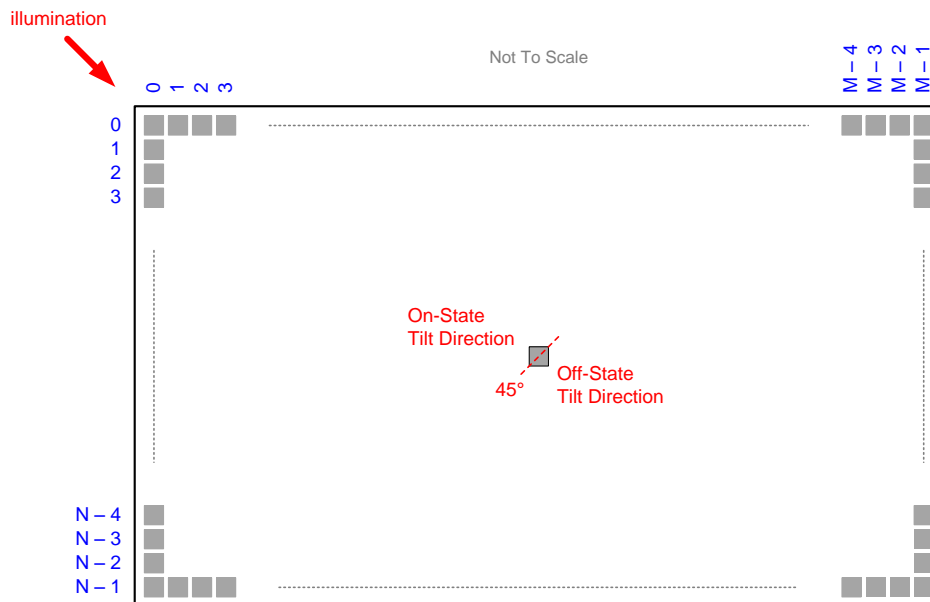 illumination
Not To Scale
0
1
2
3
M – 4
M – 3
M – 2
M – 1
0
1
2
3
On-State
Tilt Direction
45°
Off-State
Tilt Direction
N – 4
N – 3
N – 2
N – 1